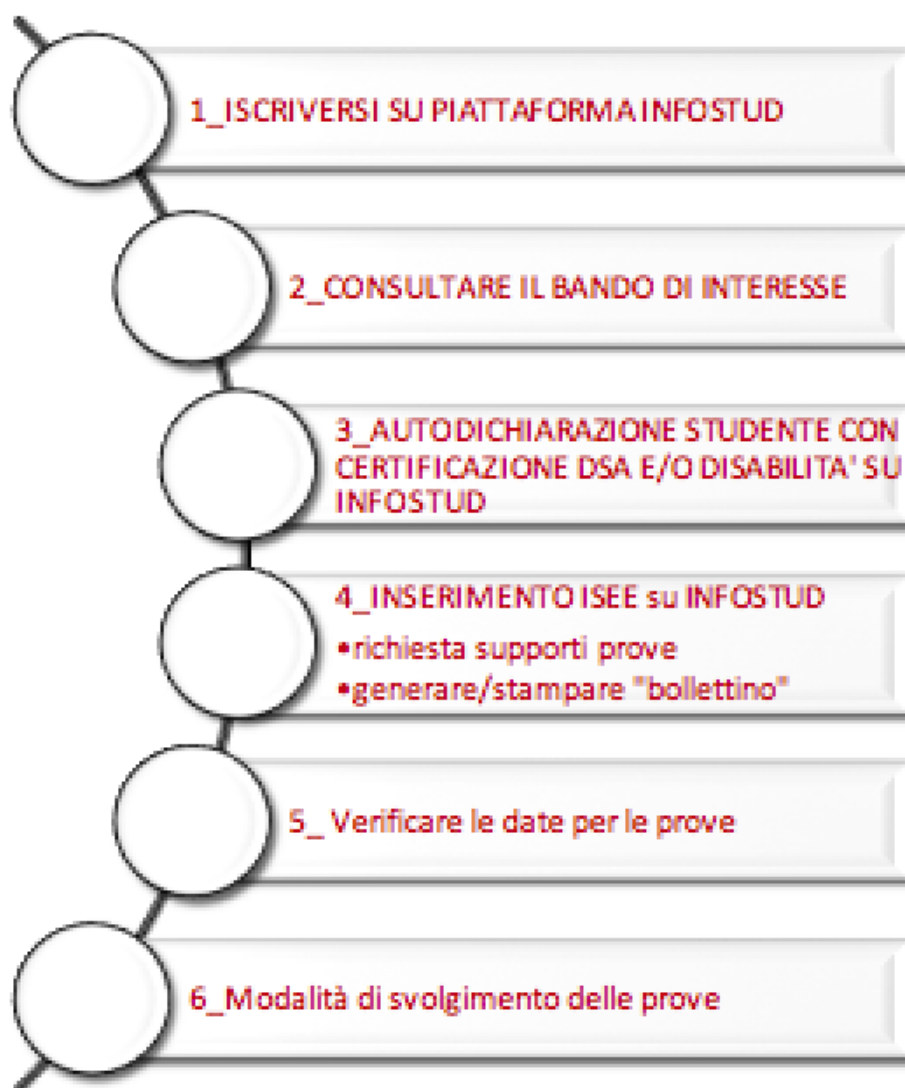 1_ISCRIVERSI SU PIATTAFORMA INFOSTUD
2_CONSULTARE IL BANDO DI INTERESSE
3_AUTODICHIARAZIONE STUDENTE CON
CERTIFICAZIONE DSA E/O DISABILITA' SU
INFOSTUD
4_INSERIMENTO ISEE su INFOSTUD
•richiesta supporti prove
•generare/stampare "bollettino"
5_ Verificare le date per le prove
6_Modalità di svolgimento delle prove